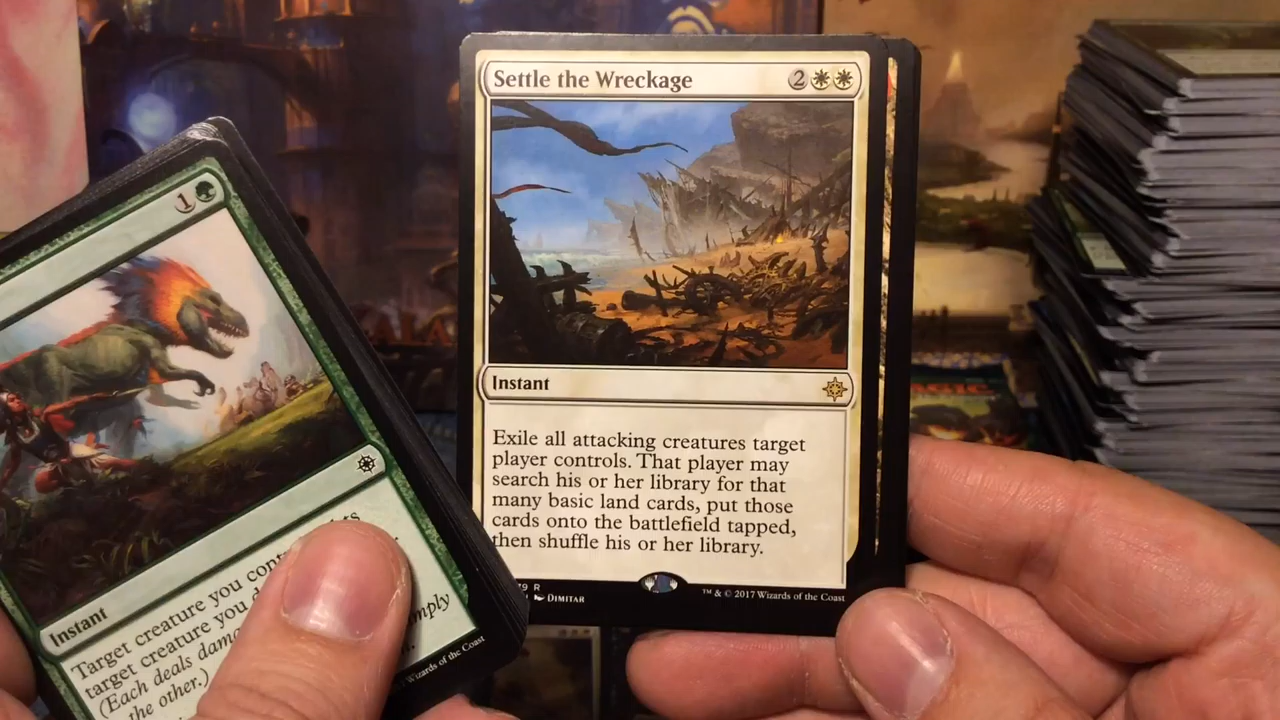 Settle the Wreckage 2
Instant
Exile all attacking creatures target
player controls. That player may
search his or her library for that
many basic land cards, put those
cards onto the battlefield tapped,
then shuffle his or her library.
R
DIMITAR
™ & © 2017 Wizards of the Coast
1
Instant
Target creature you
target creature you
(Each deals
the other.)
Wizards of the Coast
MAGIC